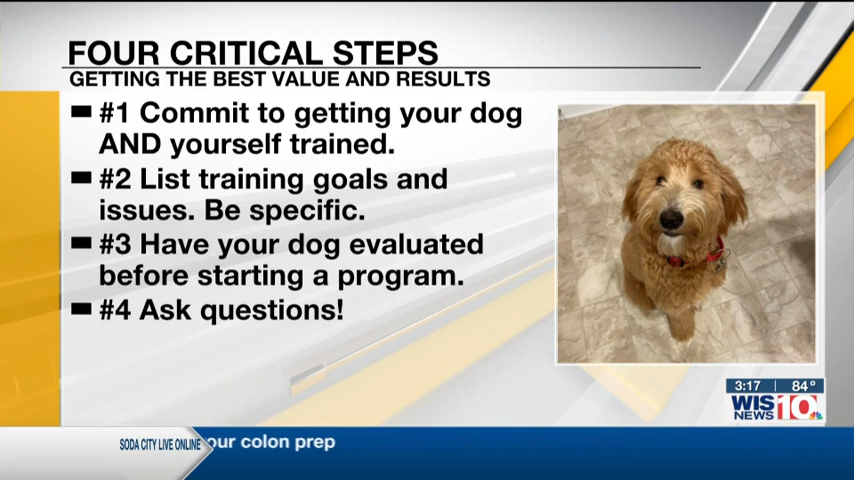 FOUR CRITICAL STEPS
GETTING THE BEST VALUE AND RESULTS
#1 Commit to getting your dog
AND yourself trained.
#2 List training goals and
issues. Be specific.
#3 Have your dog evaluated
before starting a program.
#4 Ask questions!
3:17 | 84°
WIS
NEWS 10
SODA CITY LIVE ONLINE
our colon prep